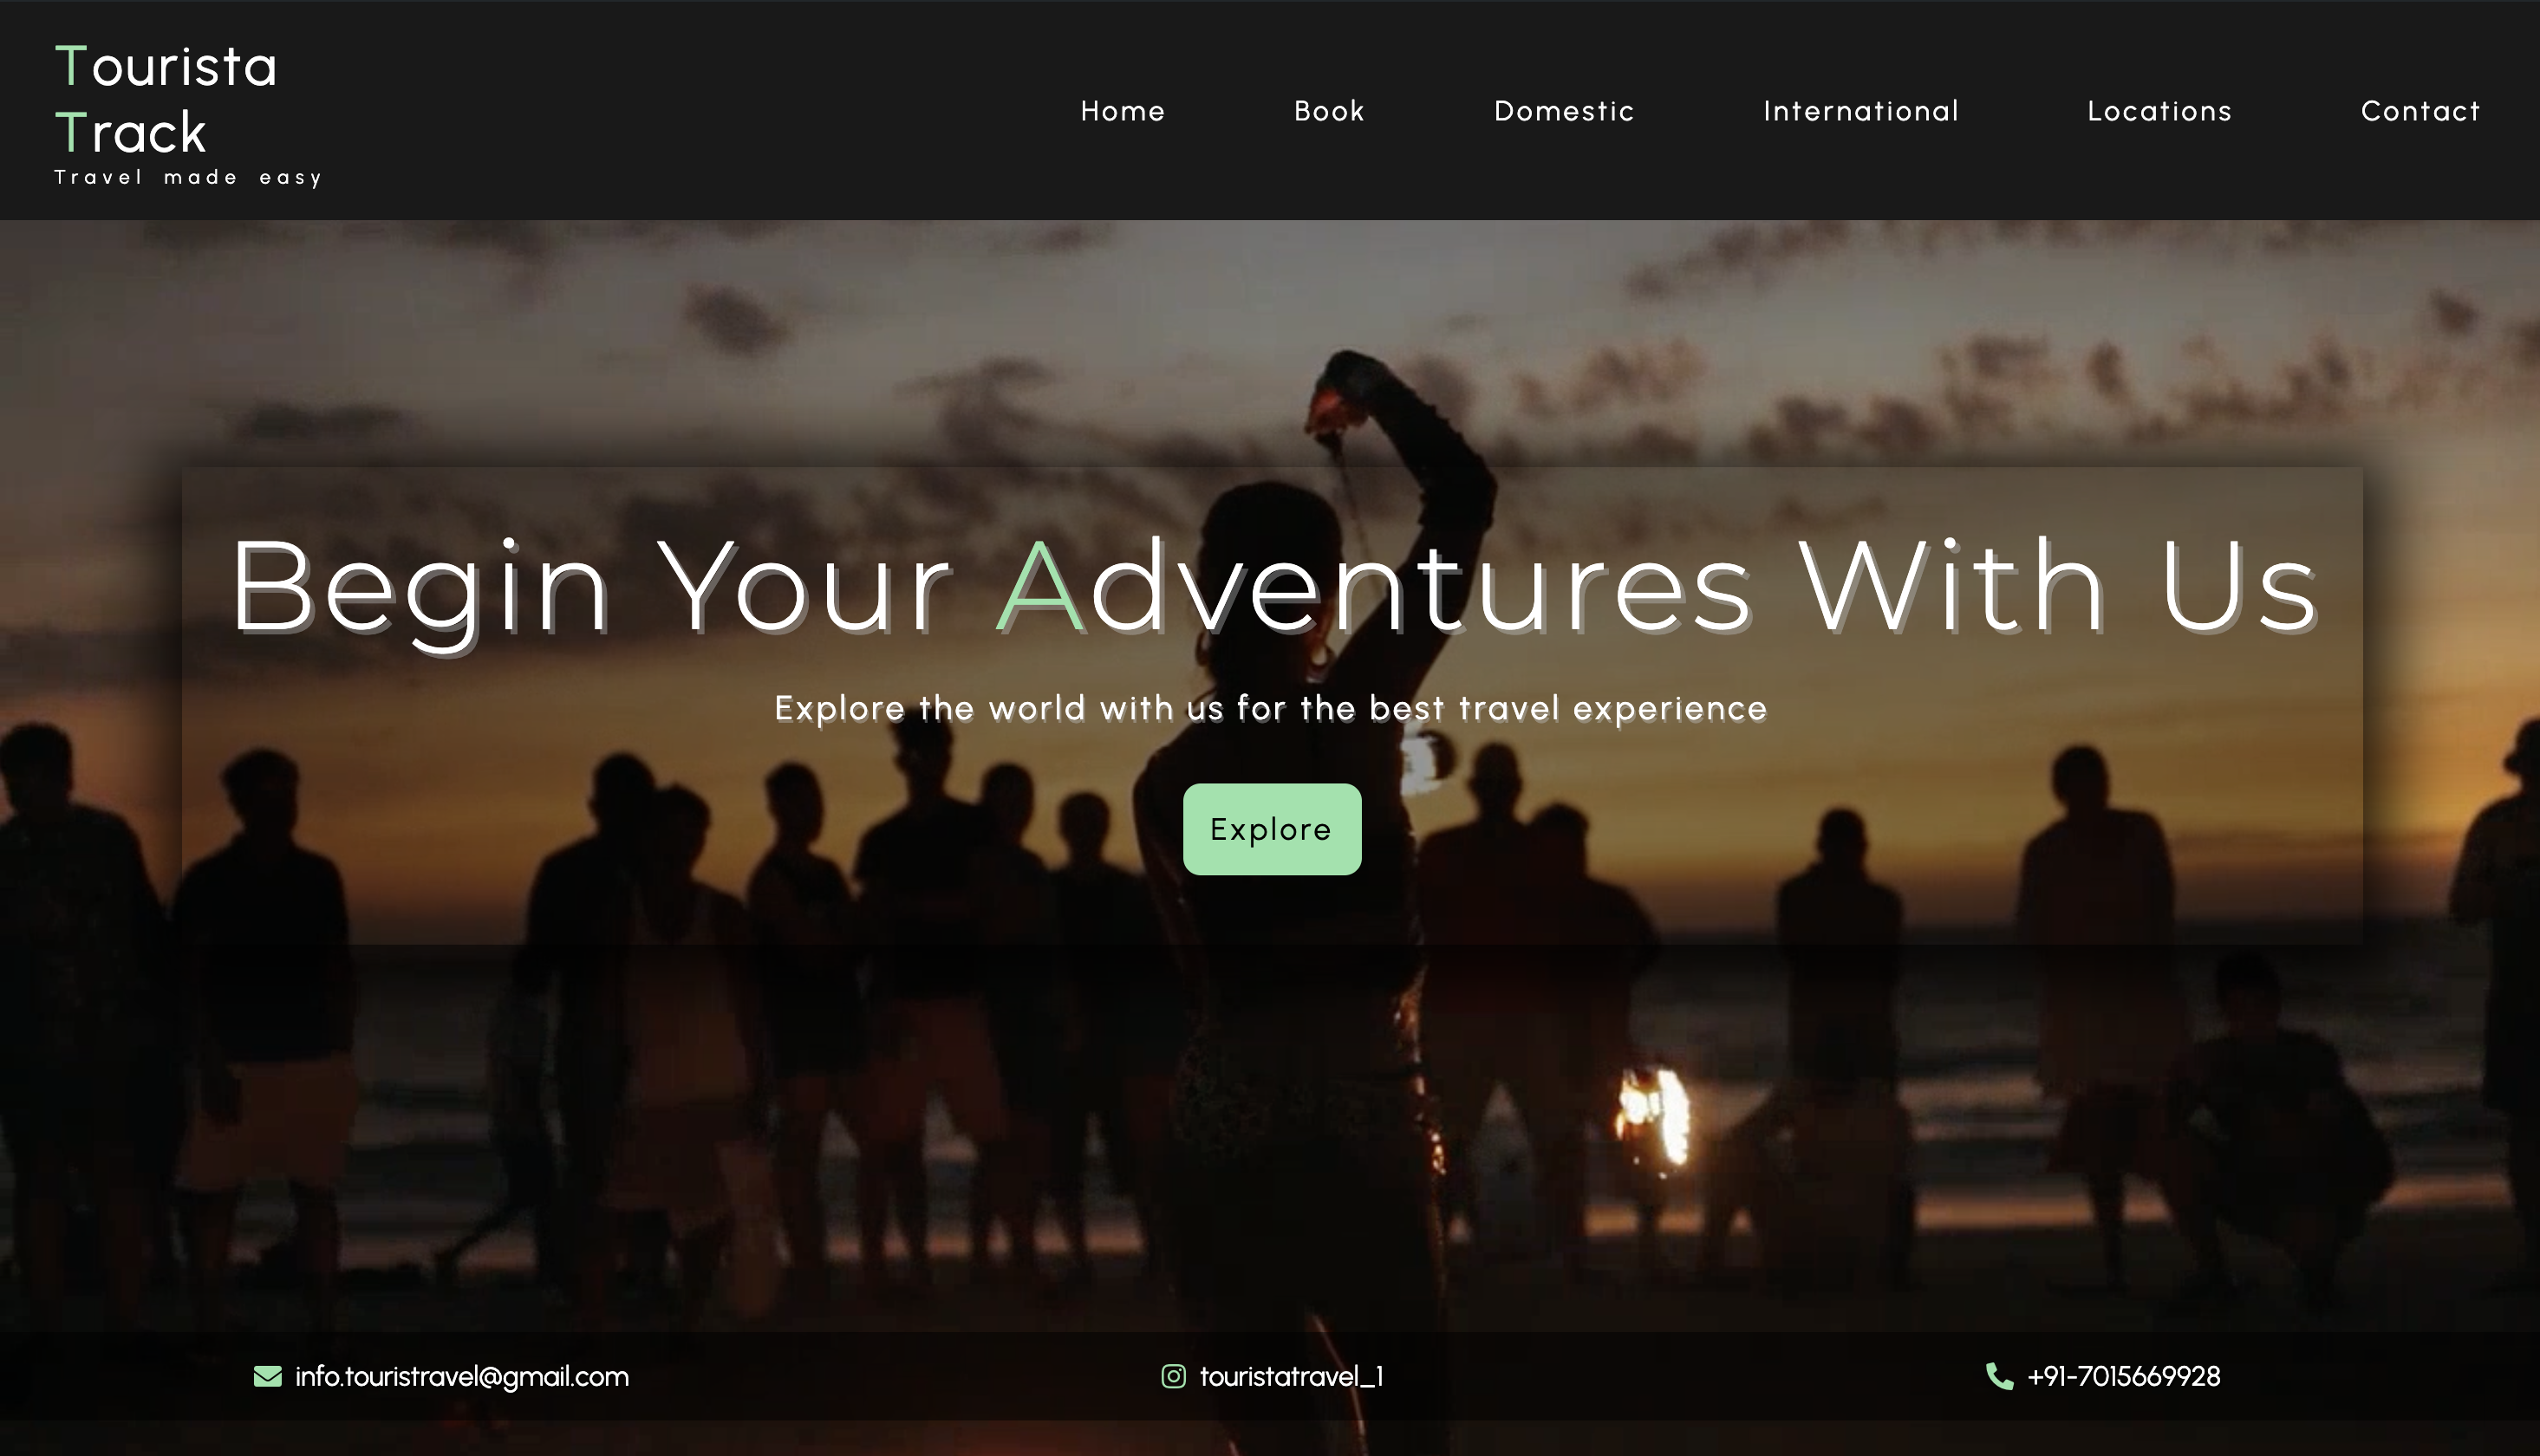 Tourista
Track
Travel made easy
Home Book Domestic International Locations Contact
Begin Your Adventures With Us
Explore the world with us for the best travel experience
Explore
info.touristravel@gmail.com touristatravel_1 +91-7015669928